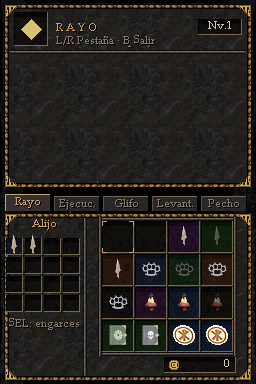 RAYO
Nv.1
L/R Pestaña · B Salir
Rayo
Ejecuc.
Glifo
Levant.
Pecho
Alijo
SEL: engarces
0